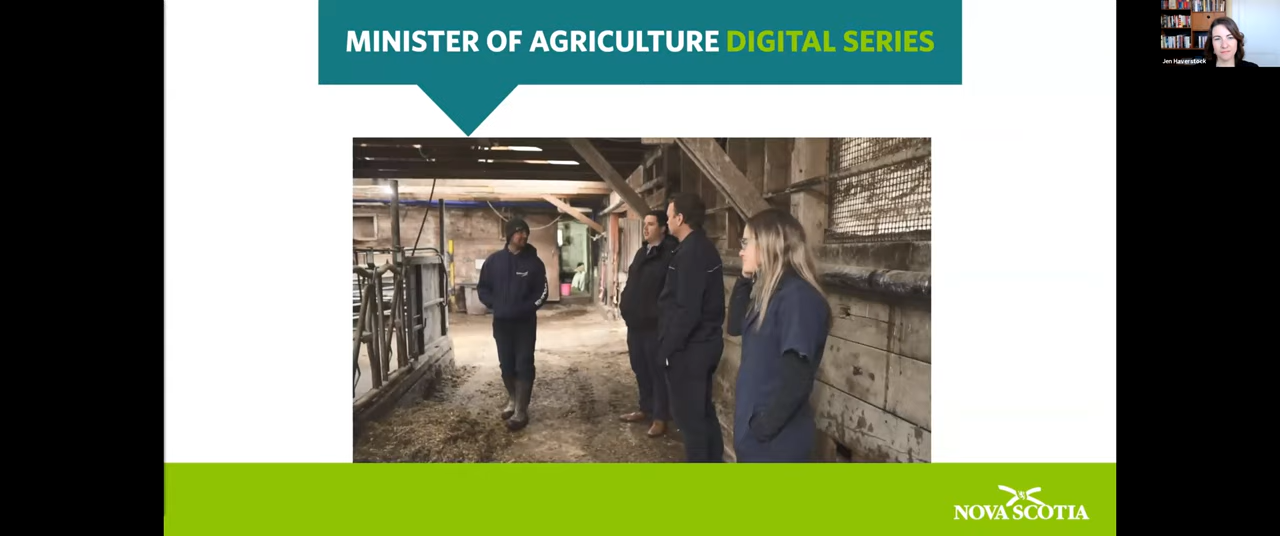 MINISTER OF AGRICULTURE DIGITAL SERIES
Jen Haverstock
NOVA SCOTIA